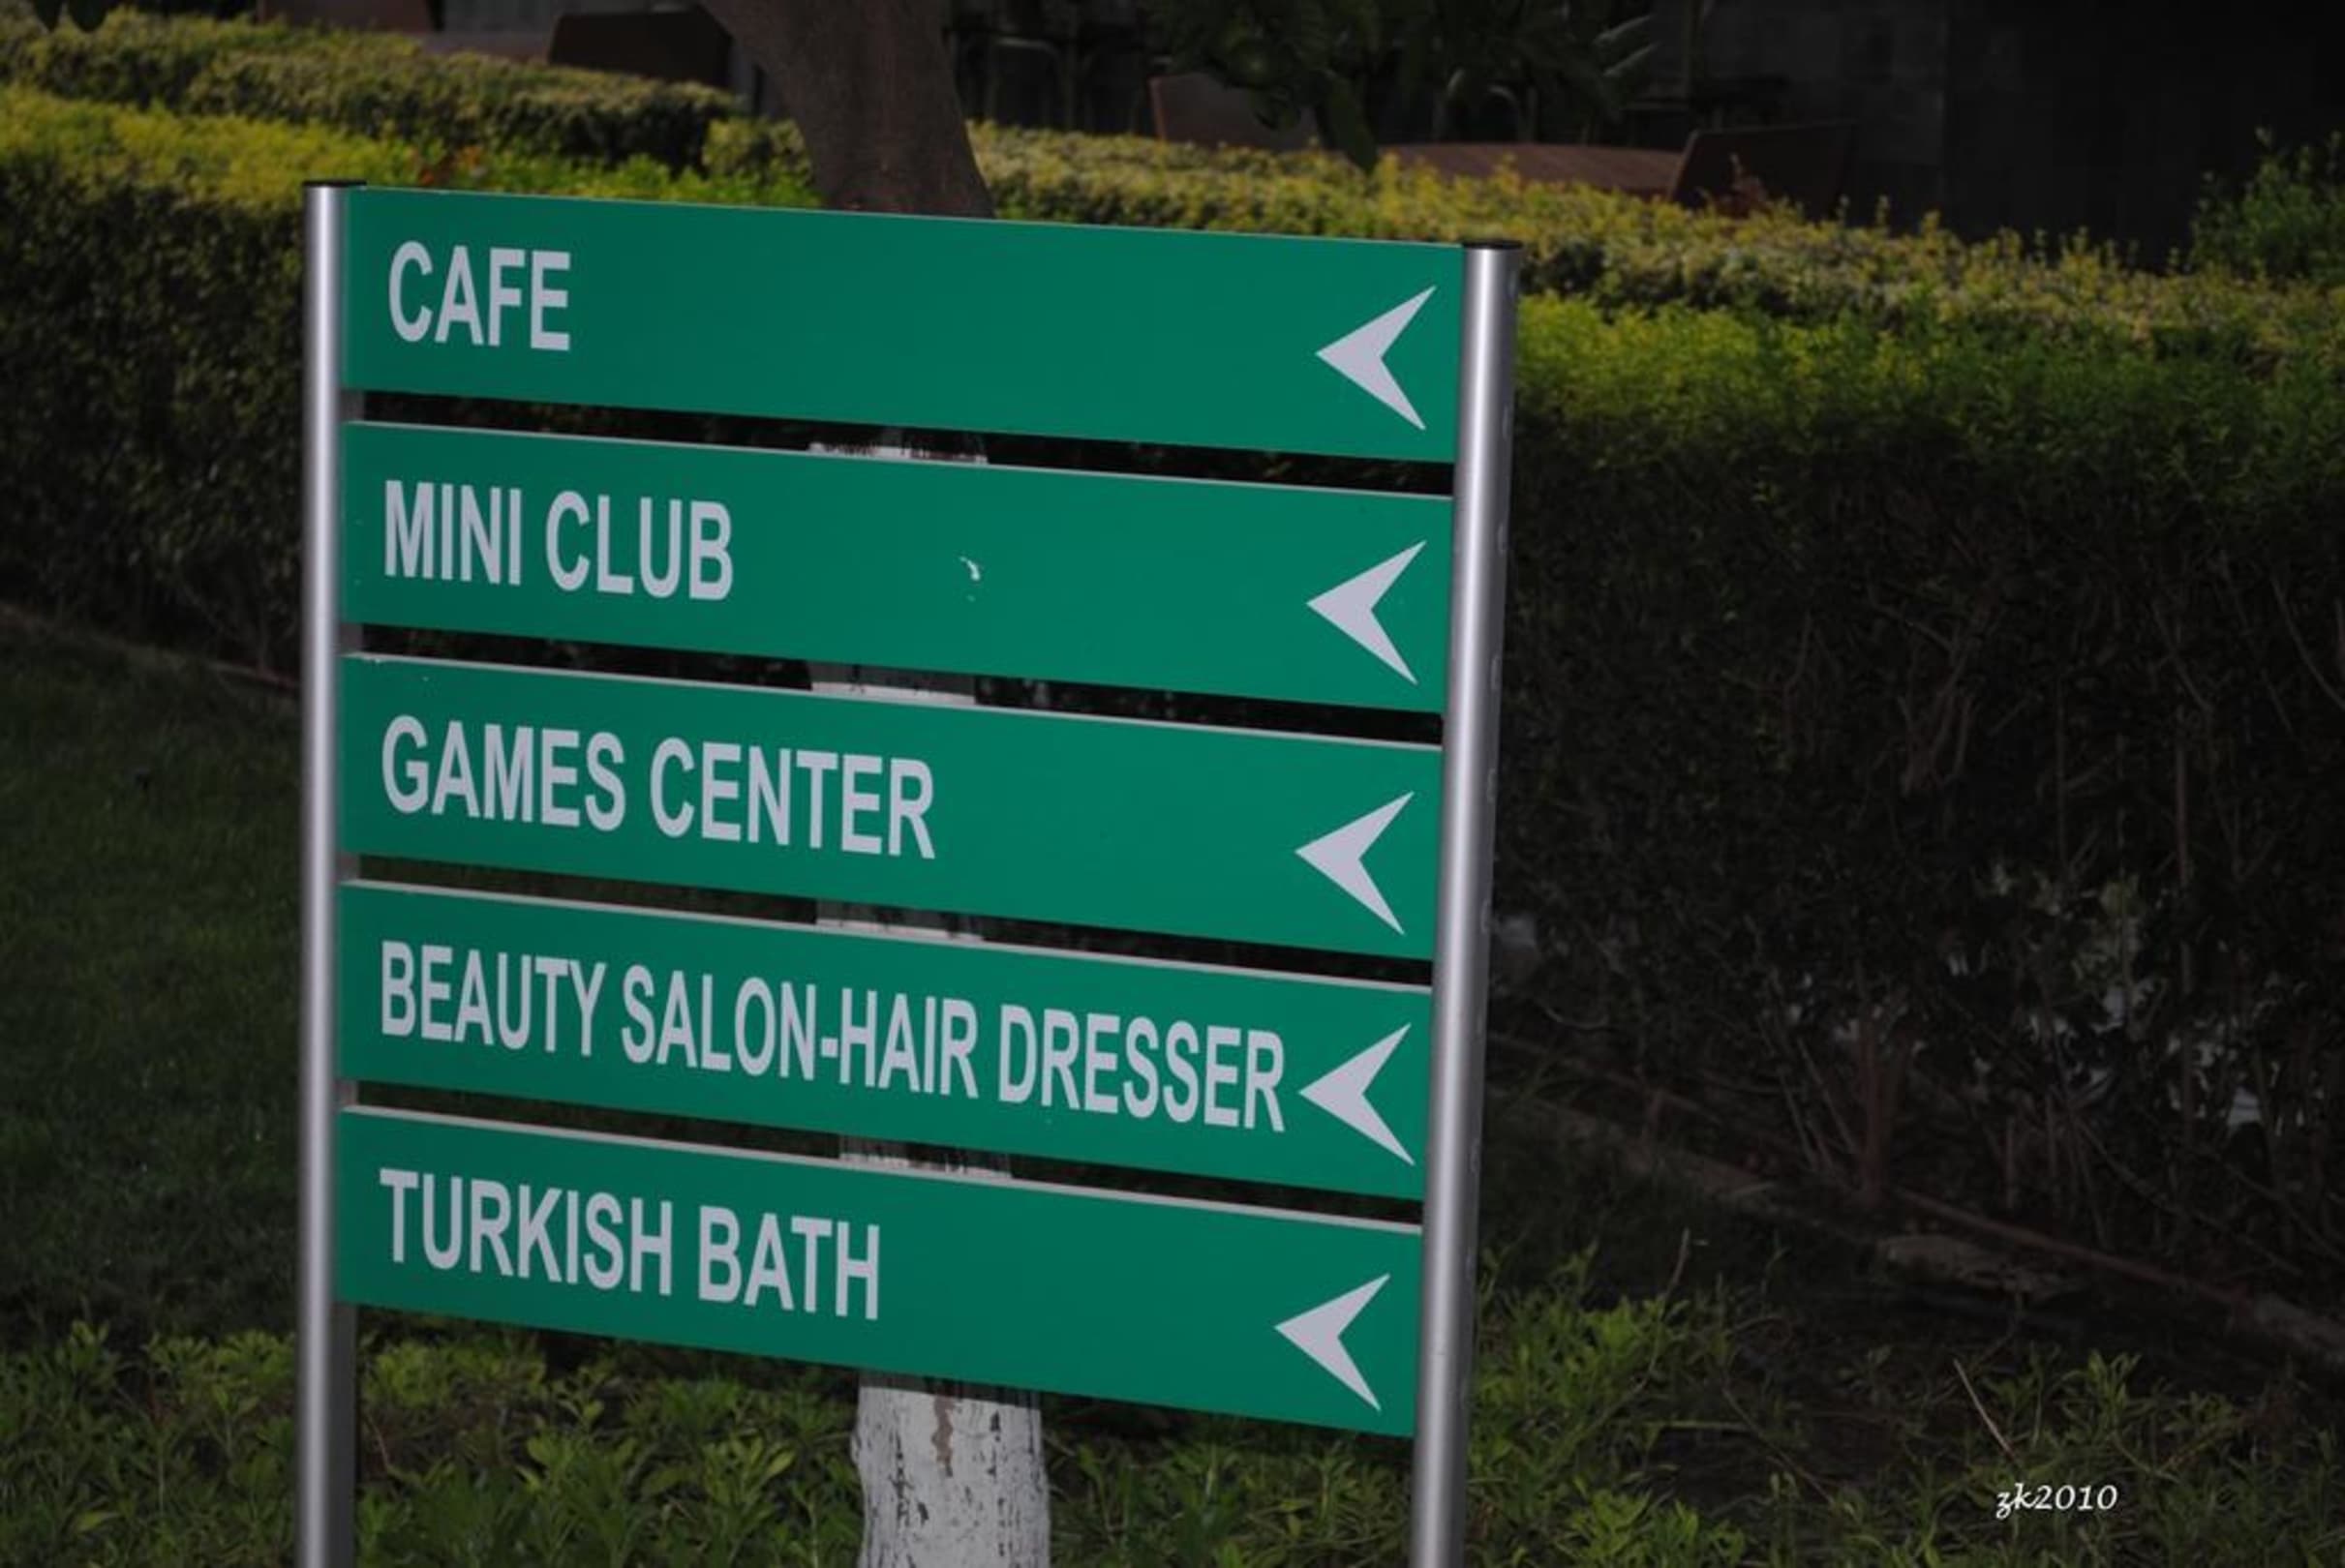 CAFE
MINI CLUB
GAMES CENTER
BEAUTY SALON-HAIR DRESSER
TURKISH BATH
zk2010